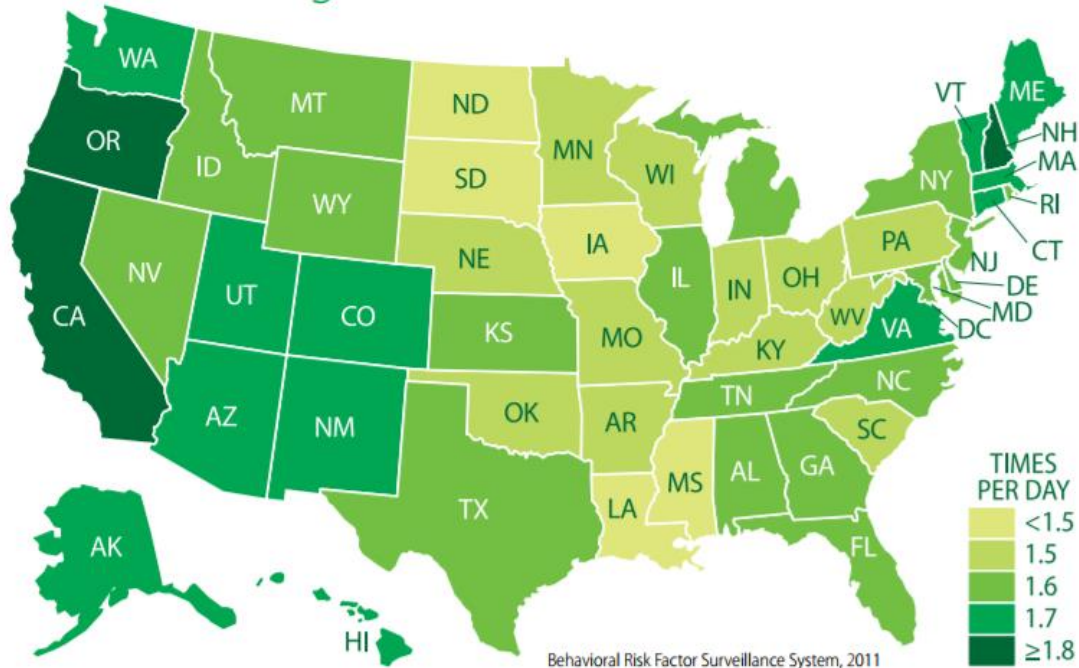 WA
OR
CA
NV
ID
MT
WY
UT
CO
AZ
NM
ND
SD
NE
KS
OK
TX
MN
IA
MO
AR
LA
WI
IL
IN
OH
KY
TN
MS
AL
GA
FL
SC
NC
VA
WV
PA
NY
VT
ME
NH
MA
RI
CT
NJ
DE
MD
DC
AK
HI
TIMES
PER DAY
<1.5
1.5
1.6
1.7
≥1.8
Behavioral Risk Factor Surveillance System, 2011